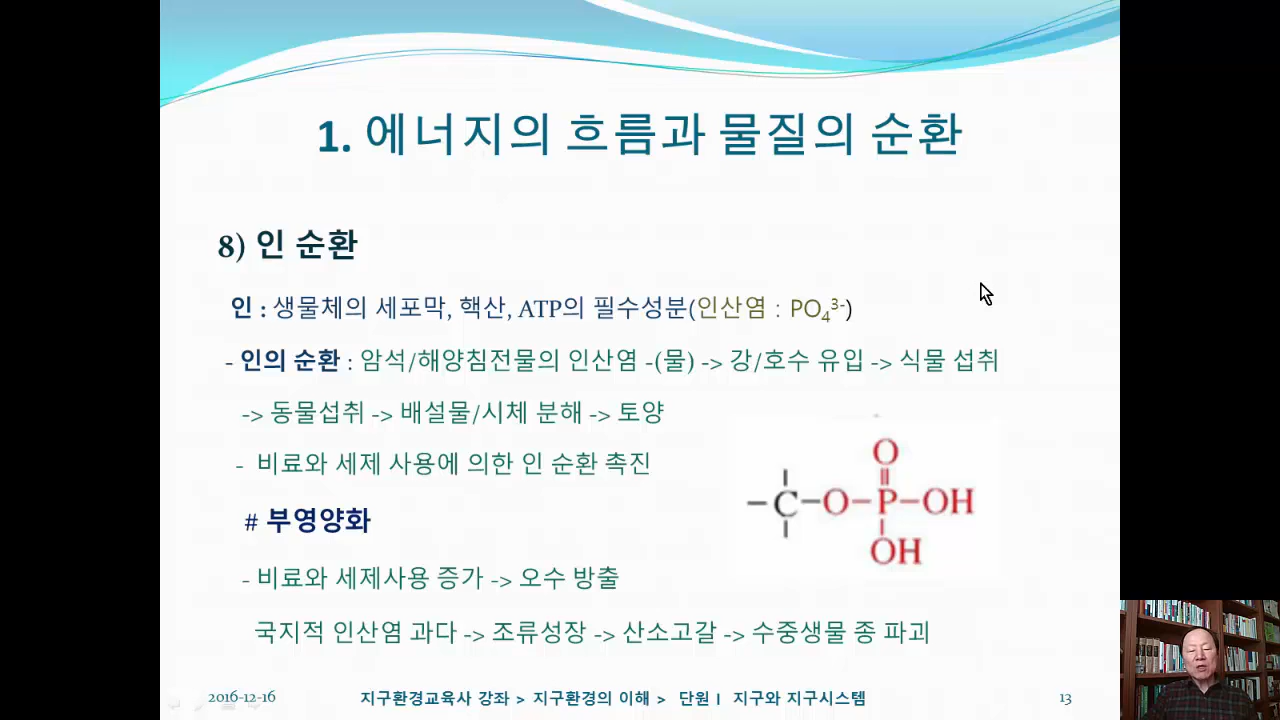 1. 에너지의 흐름과 물질의 순환
8) 인 순환
인 : 생물체의 세포막, 핵산, ATP의 필수성분(인산염 : PO₄³⁻)
- 인의 순환 : 암석/해양침전물의 인산염 -(물) -> 강/호수 유입 -> 식물 섭취
-> 동물섭취 -> 배설물/시체 분해 -> 토양
- 비료와 세제 사용에 의한 인 순환 촉진
# 부영양화
- 비료와 세제사용 증가 -> 오수 방출
국지적 인산염 과다 -> 조류성장 -> 산소고갈 -> 수중생물 종 파괴
O
C-O-P-OH
OH
2016-12-16
지구환경교육사 강좌 > 지구환경의 이해 > 단원 I 지구와 지구시스템
13